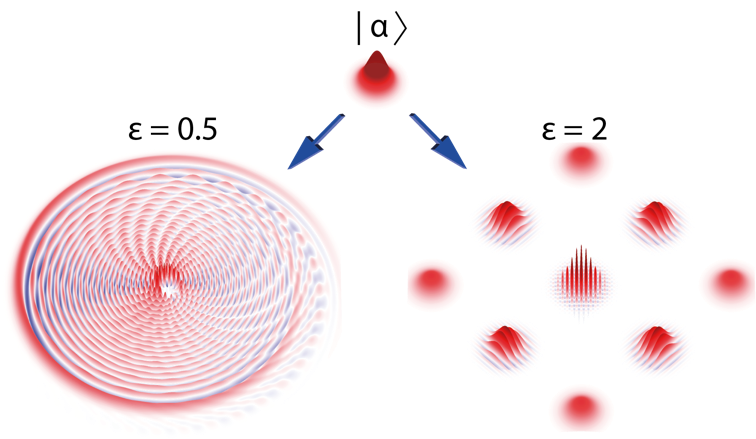 | α ⟩
ε = 0.5
ε = 2